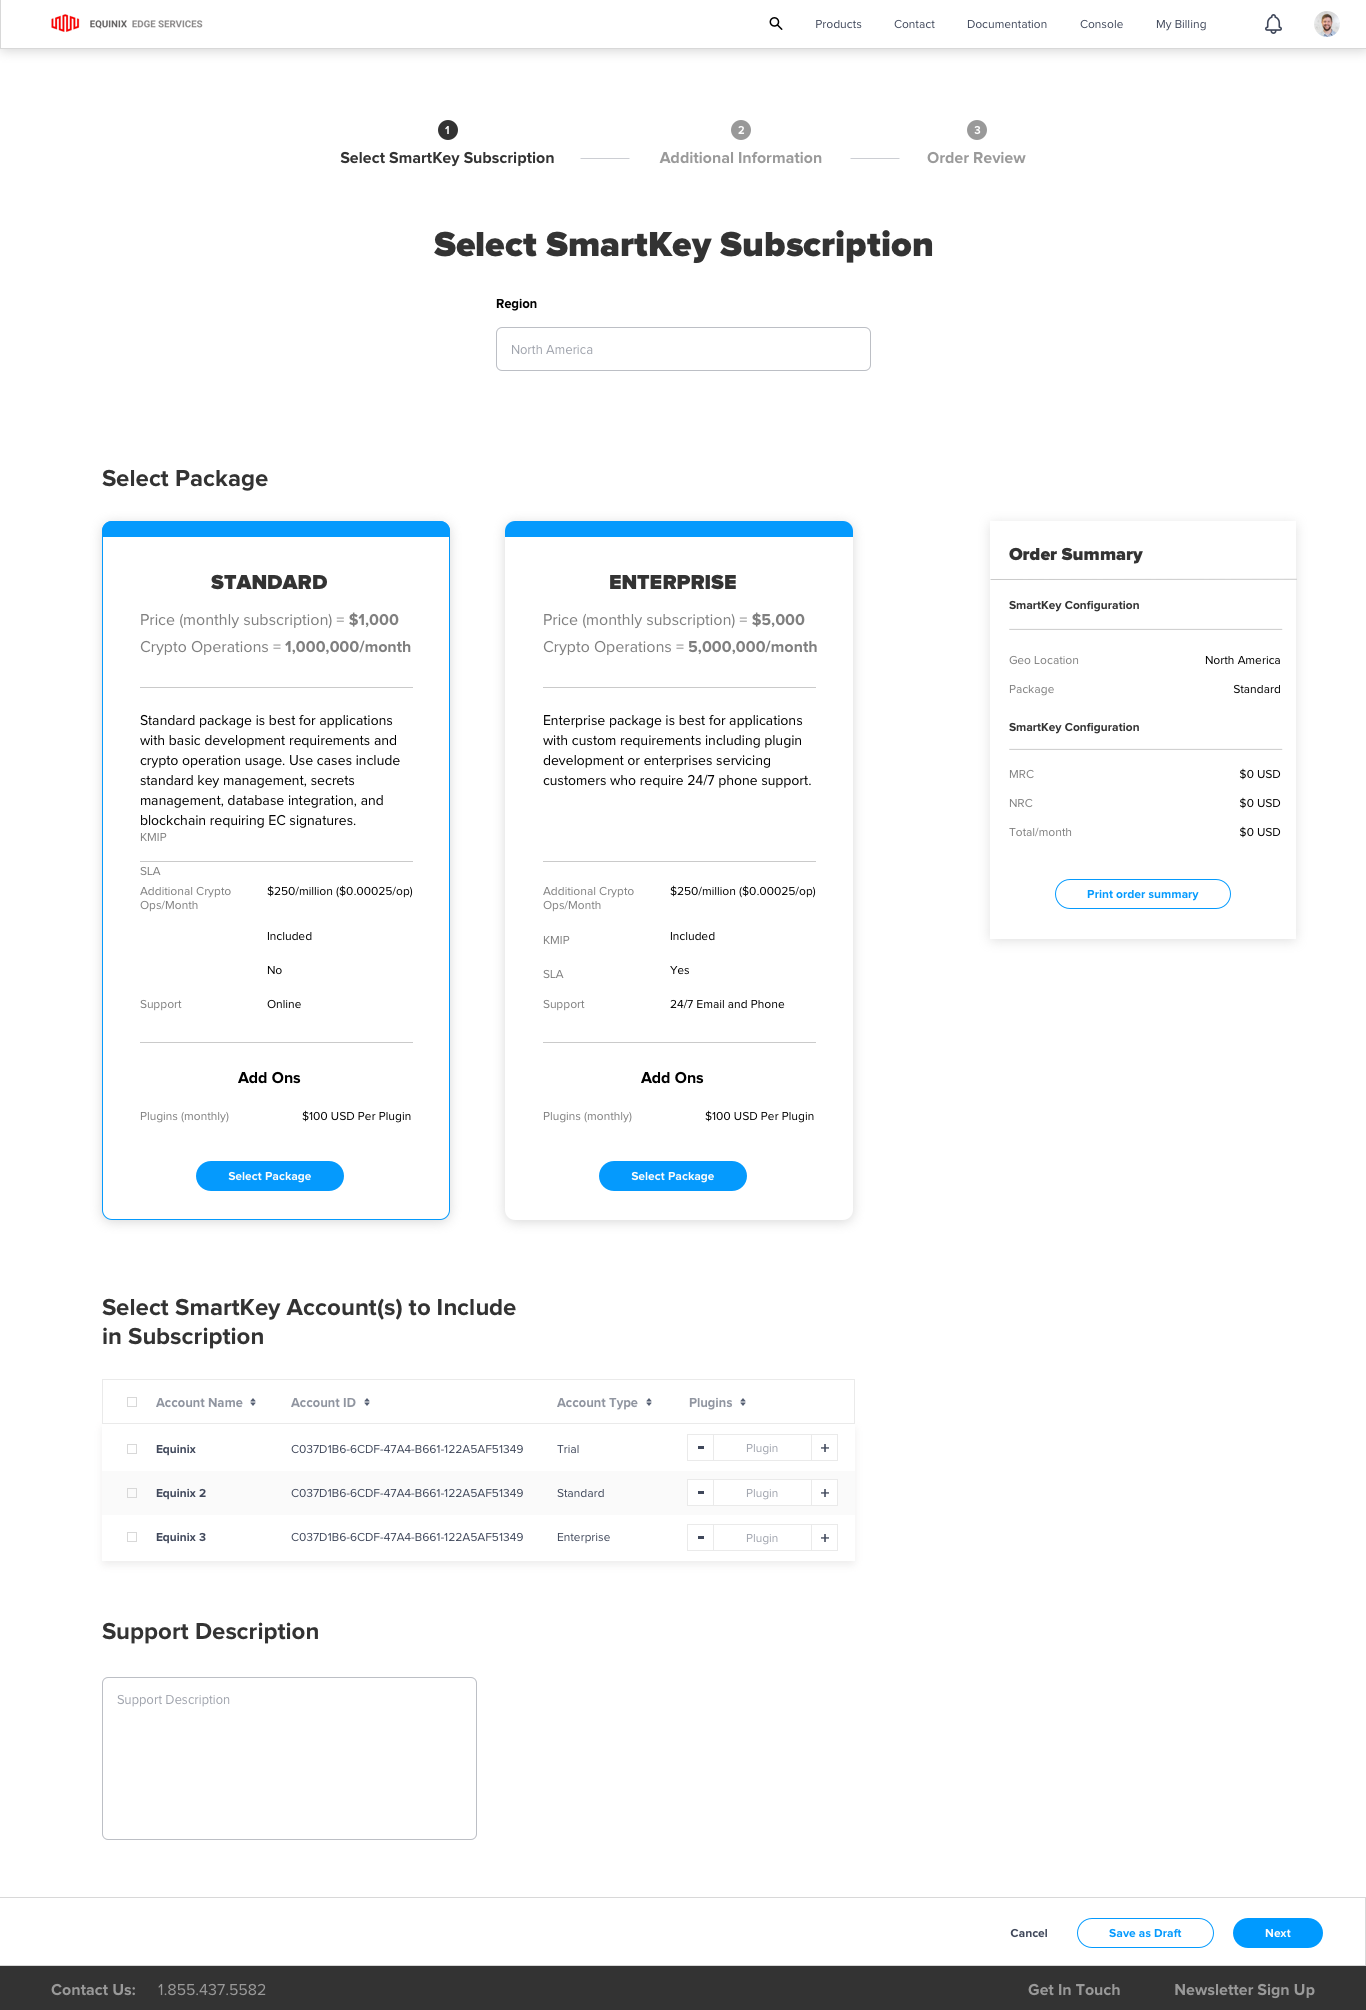 EQUINIX EDGE SERVICES
Products
Contact
Documentation
Console
My Billing
1
Select SmartKey Subscription
2
Additional Information
3
Order Review
Select SmartKey Subscription
Region
North America
Select Package
STANDARD
Price (monthly subscription) = $1,000
Crypto Operations = 1,000,000/month
Standard package is best for applications
with basic development requirements and
crypto operation usage. Use cases include
standard key management, secrets
management, database integration, and
blockchain requiring EC signatures.
KMIP
SLA
Additional Crypto
Ops/Month
$250/million ($0.00025/op)
Included
No
Support
Online
Add Ons
Plugins (monthly)
$100 USD Per Plugin
Select Package
ENTERPRISE
Price (monthly subscription) = $5,000
Crypto Operations = 5,000,000/month
Enterprise package is best for applications
with custom requirements including plugin
development or enterprises servicing
customers who require 24/7 phone support.
Additional Crypto
Ops/Month
$250/million ($0.00025/op)
KMIP
Included
SLA
Yes
Support
24/7 Email and Phone
Add Ons
Plugins (monthly)
$100 USD Per Plugin
Select Package
Order Summary
SmartKey Configuration
Geo Location
North America
Package
Standard
SmartKey Configuration
MRC
$0 USD
NRC
$0 USD
Total/month
$0 USD
Print order summary
Select SmartKey Account(s) to Include
in Subscription
Account Name
Account ID
Account Type
Plugins
Equinix
C037D1B6-6CDF-47A4-B661-122A5AF51349
Trial
- Plugin +
Equinix 2
C037D1B6-6CDF-47A4-B661-122A5AF51349
Standard
- Plugin +
Equinix 3
C037D1B6-6CDF-47A4-B661-122A5AF51349
Enterprise
- Plugin +
Support Description
Support Description
Cancel
Save as Draft
Next
Contact Us:
1.855.437.5582
Get In Touch
Newsletter Sign Up